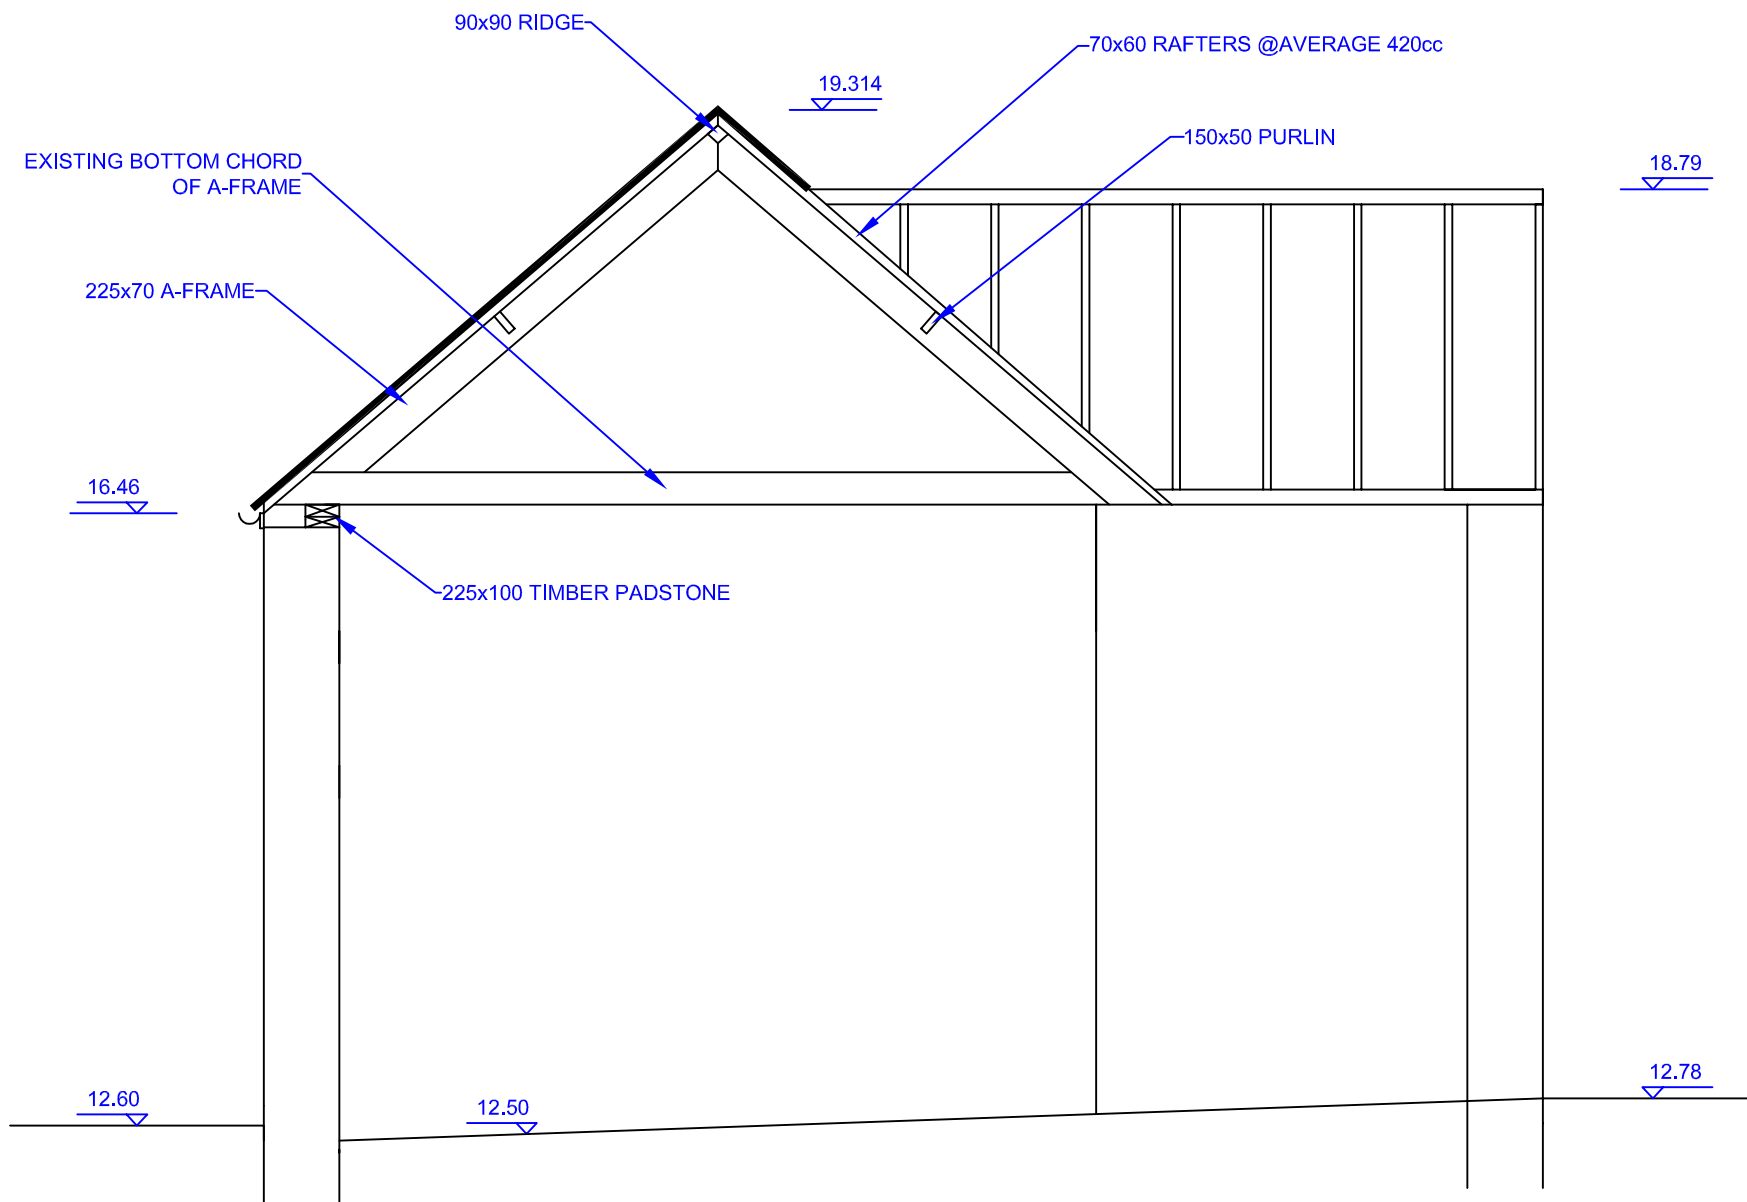 90x90 RIDGE
70x60 RAFTERS @AVERAGE 420cc
19.314
150x50 PURLIN
EXISTING BOTTOM CHORD
OF A-FRAME
18.79
225x70 A-FRAME
16.46
225x100 TIMBER PADSTONE
12.60
12.50
12.78